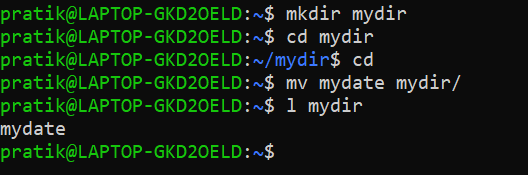 pratik@LAPTOP-GKD2OELD:~$ mkdir mydir
pratik@LAPTOP-GKD2OELD:~$ cd mydir
pratik@LAPTOP-GKD2OELD:~/mydir$ cd
pratik@LAPTOP-GKD2OELD:~$ mv mydate mydir/
pratik@LAPTOP-GKD2OELD:~$ l mydir
mydate
pratik@LAPTOP-GKD2OELD:~$